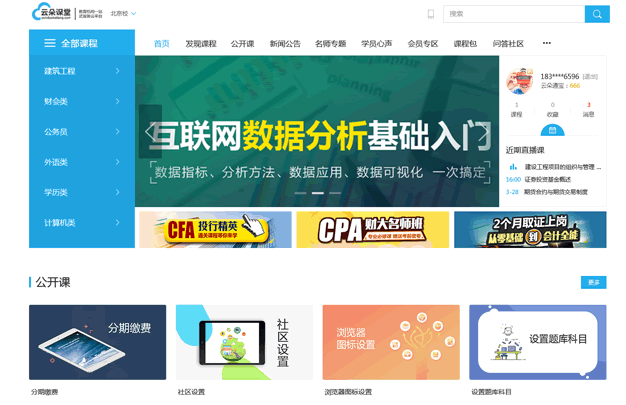 云朵课堂
yunduoketang.com
教育机构一站
式服务云平台
北京校
搜索
全部课程
首页
发现课程
公开课
新闻公告
名师专题
学员心声
会员专区
课程包
问答社区
建筑工程
财会类
公务员
外语类
学历类
计算机类
互联网数据分析基础入门
数据指标、分析方法、数据应用、数据可视化 一次搞定
183****6596 [退出]
云朵课宝：666
1
0
3
课程
收藏
消息
近期直播课
建设工程项目的组织与管理 ...
16:00 证券投资基金概述
3-28 期货合约与期货交易制度
CFA 投行精英
通关课程等你来学
CPA 财大名师班
2个月取证上岗
从零基础 到 会计全能
公开课
更多
分期缴费
社区设置
浏览器
图标设置
设置题库科目
分期缴费
社区设置
浏览器图标设置
设置题库科目